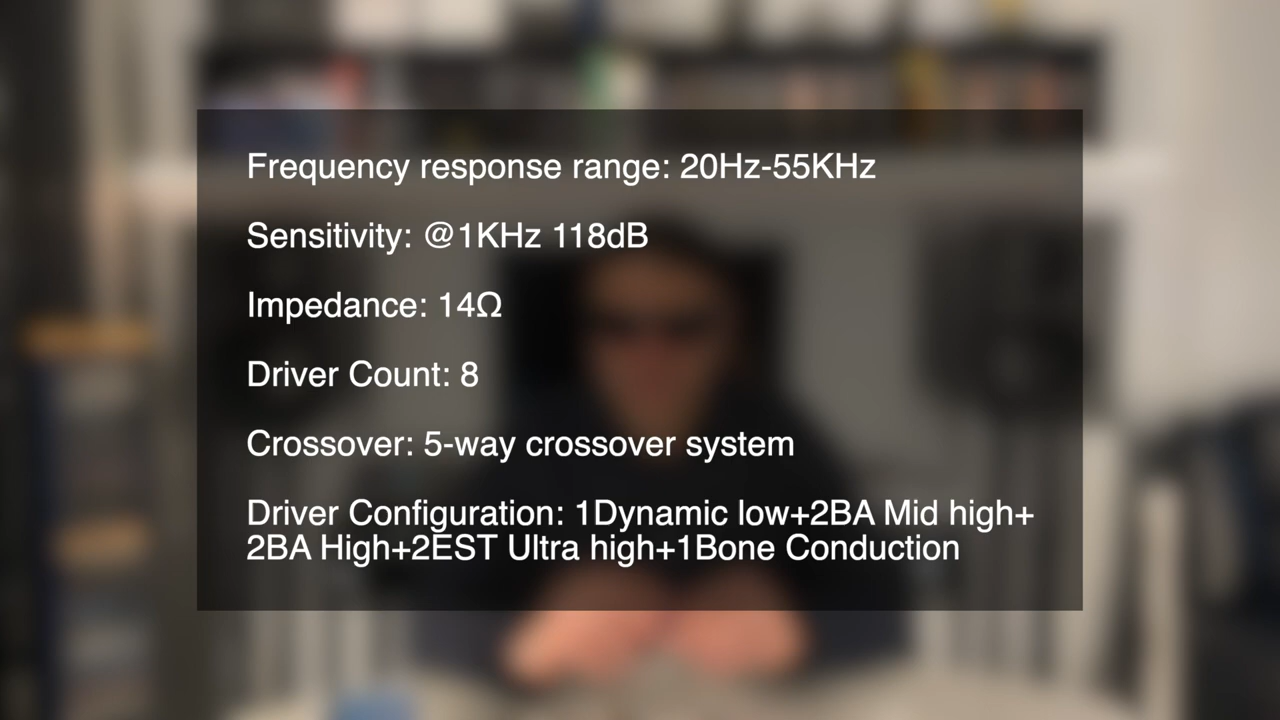 Frequency response range: 20Hz-55KHz
Sensitivity: @1KHz 118dB
Impedance: 14Ω
Driver Count: 8
Crossover: 5-way crossover system
Driver Configuration: 1Dynamic low+2BA Mid high+
2BA High+2EST Ultra high+1Bone Conduction